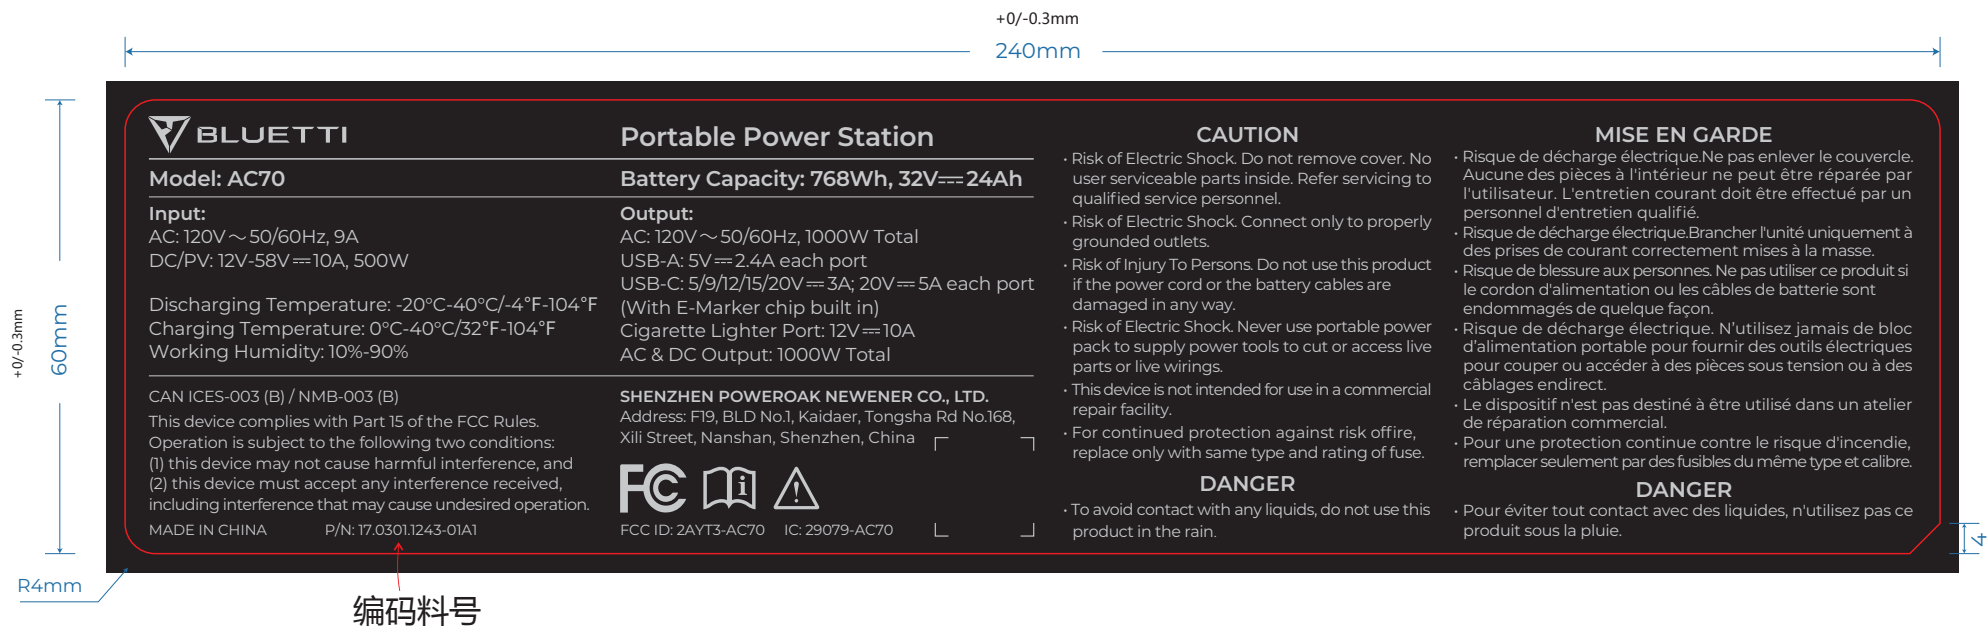 +0/-0.3mm
240mm
+0/-0.3mm
60mm
BLUETTI
Portable Power Station
Model: AC70
Battery Capacity: 768Wh, 32V⎓24Ah
Input:
AC: 120V～50/60Hz, 9A
DC/PV: 12V-58V⎓10A, 500W
Discharging Temperature: -20°C-40°C/-4°F-104°F
Charging Temperature: 0°C-40°C/32°F-104°F
Working Humidity: 10%-90%
Output:
AC: 120V～50/60Hz, 1000W Total
USB-A: 5V⎓2.4A each port
USB-C: 5/9/12/15/20V⎓3A; 20V⎓5A each port
(With E-Marker chip built in)
Cigarette Lighter Port: 12V⎓10A
AC & DC Output: 1000W Total
CAN ICES-003 (B) / NMB-003 (B)
This device complies with Part 15 of the FCC Rules.
Operation is subject to the following two conditions:
(1) this device may not cause harmful interference, and
(2) this device must accept any interference received,
including interference that may cause undesired operation.
MADE IN CHINA P/N: 17.0301.1243-01A1
SHENZHEN POWEROAK NEWENER CO., LTD.
Address: F19, BLD No.1, Kaidaer, Tongsha Rd No.168,
Xili Street, Nanshan, Shenzhen, China
FC
FCC ID: 2AYT3-AC70 IC: 29079-AC70
CAUTION
· Risk of Electric Shock. Do not remove cover. No
user serviceable parts inside. Refer servicing to
qualified service personnel.
· Risk of Electric Shock. Connect only to properly
grounded outlets.
· Risk of Injury To Persons. Do not use this product
if the power cord or the battery cables are
damaged in any way.
· Risk of Electric Shock. Never use portable power
pack to supply power tools to cut or access live
parts or live wirings.
· This device is not intended for use in a commercial
repair facility.
· For continued protection against risk offire,
replace only with same type and rating of fuse.
DANGER
· To avoid contact with any liquids, do not use this
product in the rain.
MISE EN GARDE
· Risque de décharge électrique.Ne pas enlever le couvercle.
Aucune des pièces à l'intérieur ne peut être réparée par
l'utilisateur. L'entretien courant doit être effectué par un
personnel d'entretien qualifié.
· Risque de décharge électrique.Brancher l'unité uniquement à
des prises de courant correctement mises à la masse.
· Risque de blessure aux personnes. Ne pas utiliser ce produit si
le cordon d'alimentation ou les câbles de batterie sont
endommagés de quelque façon.
· Risque de décharge électrique. N’utilisez jamais de bloc
d’alimentation portable pour fournir des outils électriques
pour couper ou accéder à des pièces sous tension ou à des
câblages endirect.
· Le dispositif n'est pas destiné à être utilisé dans un atelier
de réparation commercial.
· Pour une protection continue contre le risque d'incendie,
remplacer seulement par des fusibles du même type et calibre.
DANGER
· Pour éviter tout contact avec des liquides, n'utilisez pas ce
produit sous la pluie.
4
R4mm
编码料号